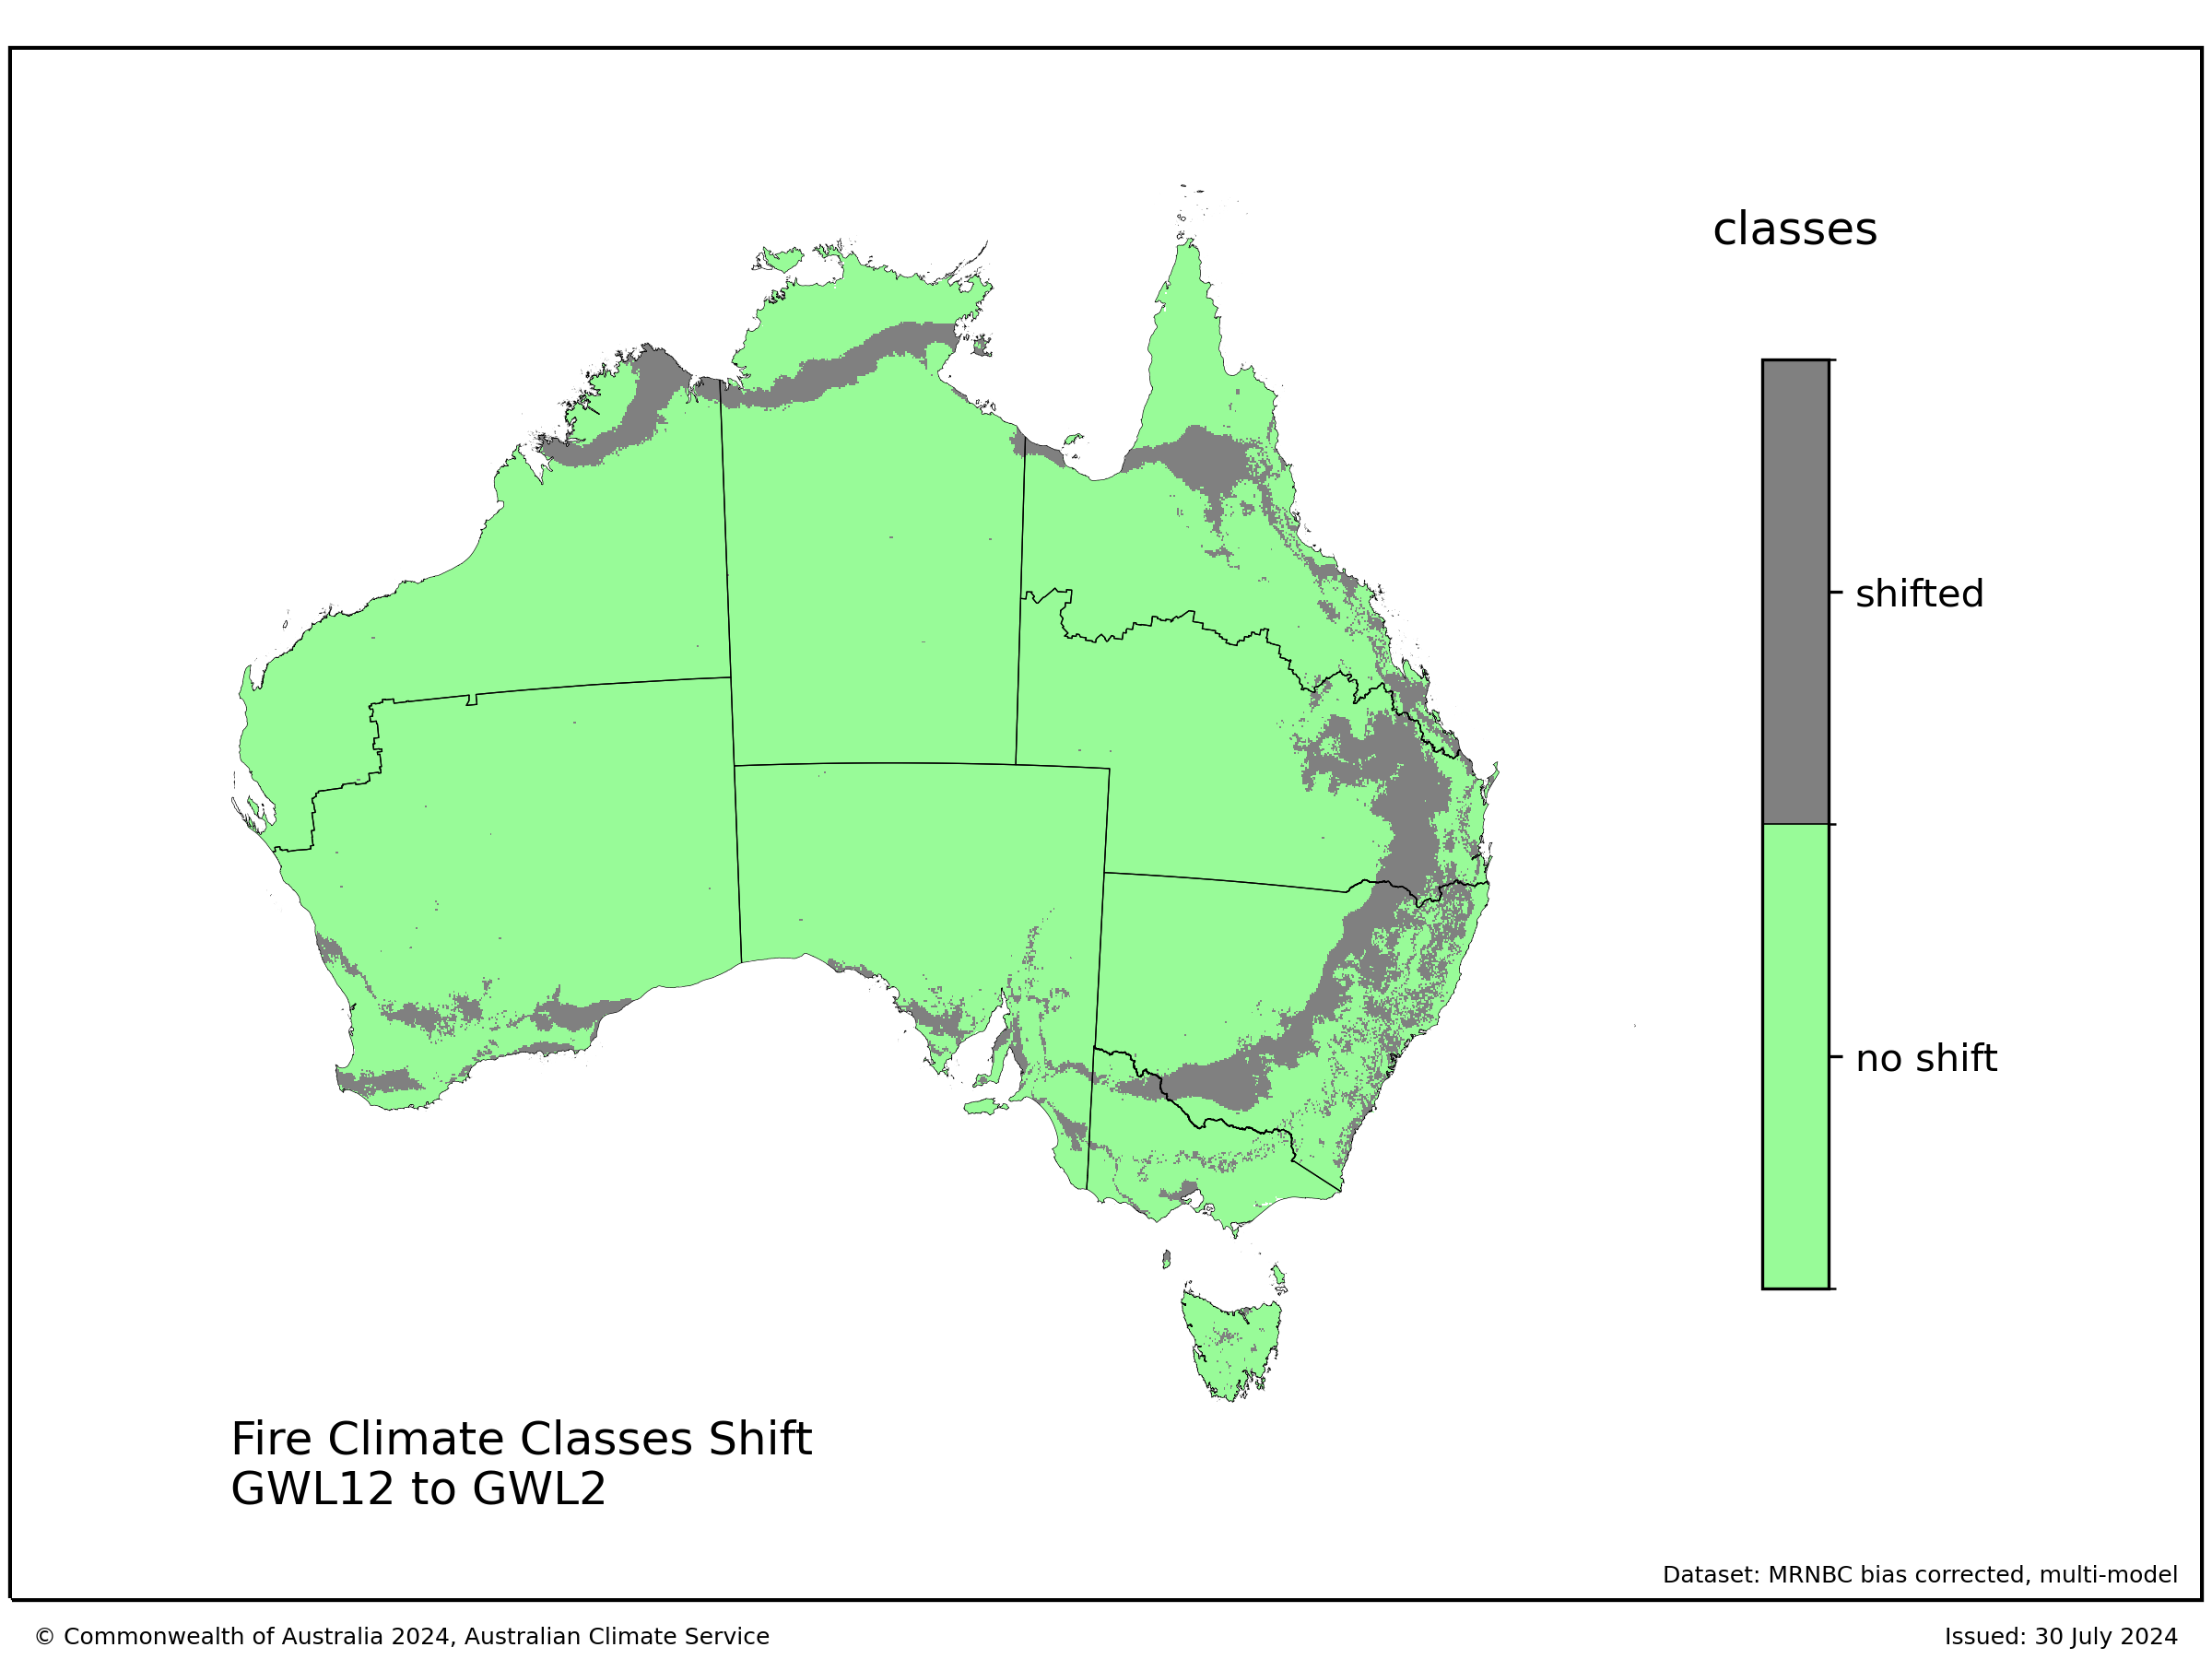 classes
shifted
no shift
Fire Climate Classes Shift
GWL12 to GWL2
Dataset: MRNBC bias corrected, multi-model
© Commonwealth of Australia 2024, Australian Climate Service
Issued: 30 July 2024